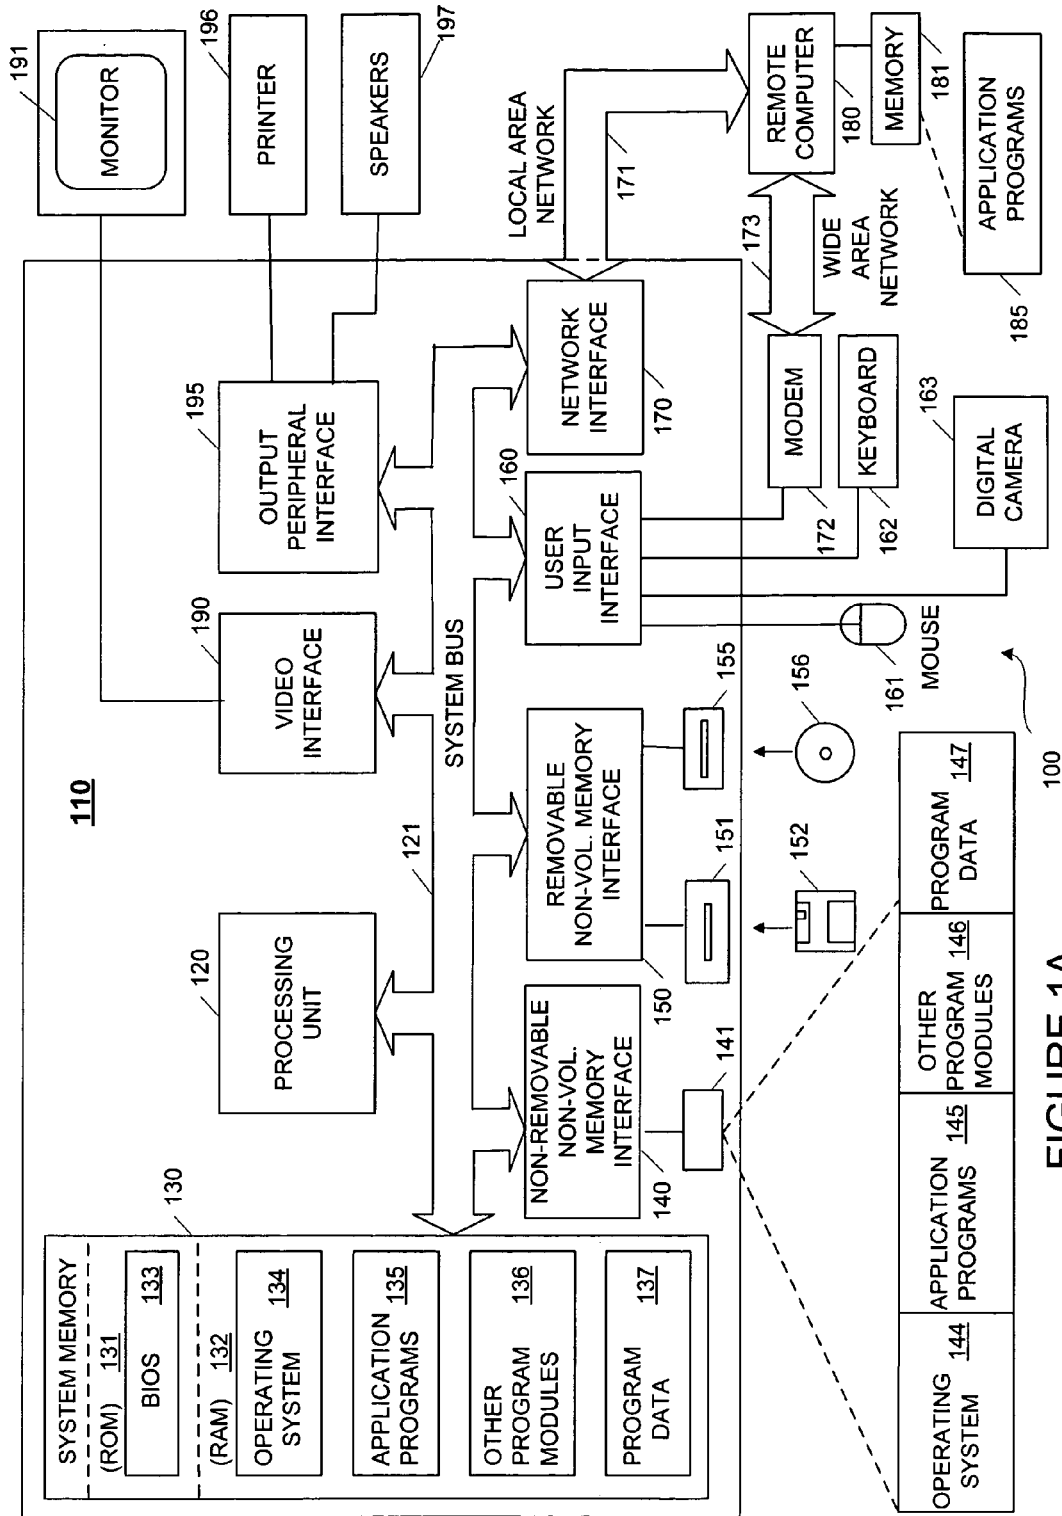 110
SYSTEM MEMORY
(ROM) 131
BIOS 133
(RAM) 132
OPERATING
SYSTEM 134
APPLICATION
PROGRAMS 135
OTHER
PROGRAM
MODULES 136
PROGRAM
DATA 137
130
PROCESSING
UNIT
120
121
VIDEO
INTERFACE
190
OUTPUT
PERIPHERAL
INTERFACE
195
SYSTEM BUS
NON-REMOVABLE
NON-VOL.
MEMORY
INTERFACE
140
REMOVABLE
NON-VOL. MEMORY
INTERFACE
150
USER
INPUT
INTERFACE
160
NETWORK
INTERFACE
170
141
151
155
152
156
MONITOR
191
PRINTER
196
SPEAKERS
197
LOCAL AREA
NETWORK
171
173
WIDE
AREA
NETWORK
MODEM
172
KEYBOARD
162
MOUSE
161
DIGITAL
CAMERA
163
REMOTE
COMPUTER
180
MEMORY
181
APPLICATION
PROGRAMS
185
OPERATING
SYSTEM 144
APPLICATION
PROGRAMS 145
OTHER
PROGRAM
MODULES 146
PROGRAM
DATA 147
100
FIGURE 1A